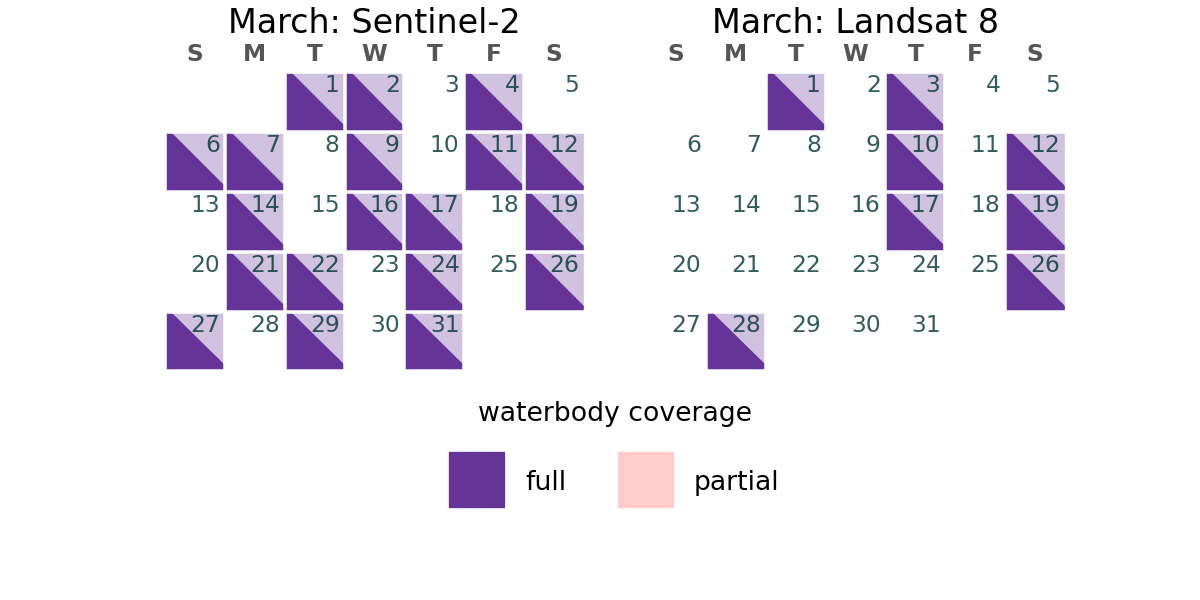 March: Sentinel-2
S M T W T F S
1 2 3 4 5
6 7 8 9 10 11 12
13 14 15 16 17 18 19
20 21 22 23 24 25 26
27 28 29 30 31
March: Landsat 8
S M T W T F S
1 2 3 4 5
6 7 8 9 10 11 12
13 14 15 16 17 18 19
20 21 22 23 24 25 26
27 28 29 30 31
waterbody coverage
full
partial